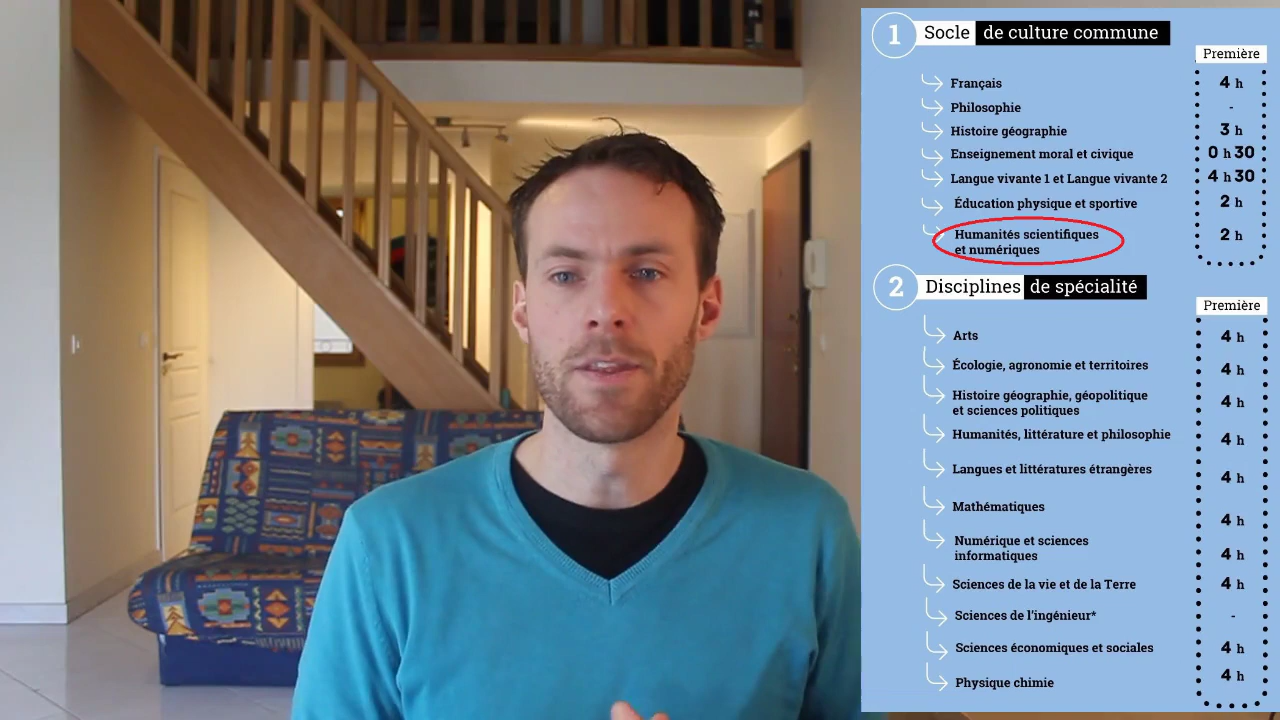 1 Socle de culture commune
Première
Français 4 h
Philosophie -
Histoire géographie 3 h
Enseignement moral et civique 0 h 30
Langue vivante 1 et Langue vivante 2 4 h 30
Éducation physique et sportive 2 h
Humanités scientifiques 2 h
et numériques
2 Disciplines de spécialité
Première
Arts 4 h
Écologie, agronomie et territoires 4 h
Histoire géographie, géopolitique 4 h
et sciences politiques
Humanités, littérature et philosophie 4 h
Langues et littératures étrangères 4 h
Mathématiques 4 h
Numérique et sciences 4 h
informatiques
Sciences de la vie et de la Terre 4 h
Sciences de l'ingénieur* -
Sciences économiques et sociales 4 h
Physique chimie 4 h